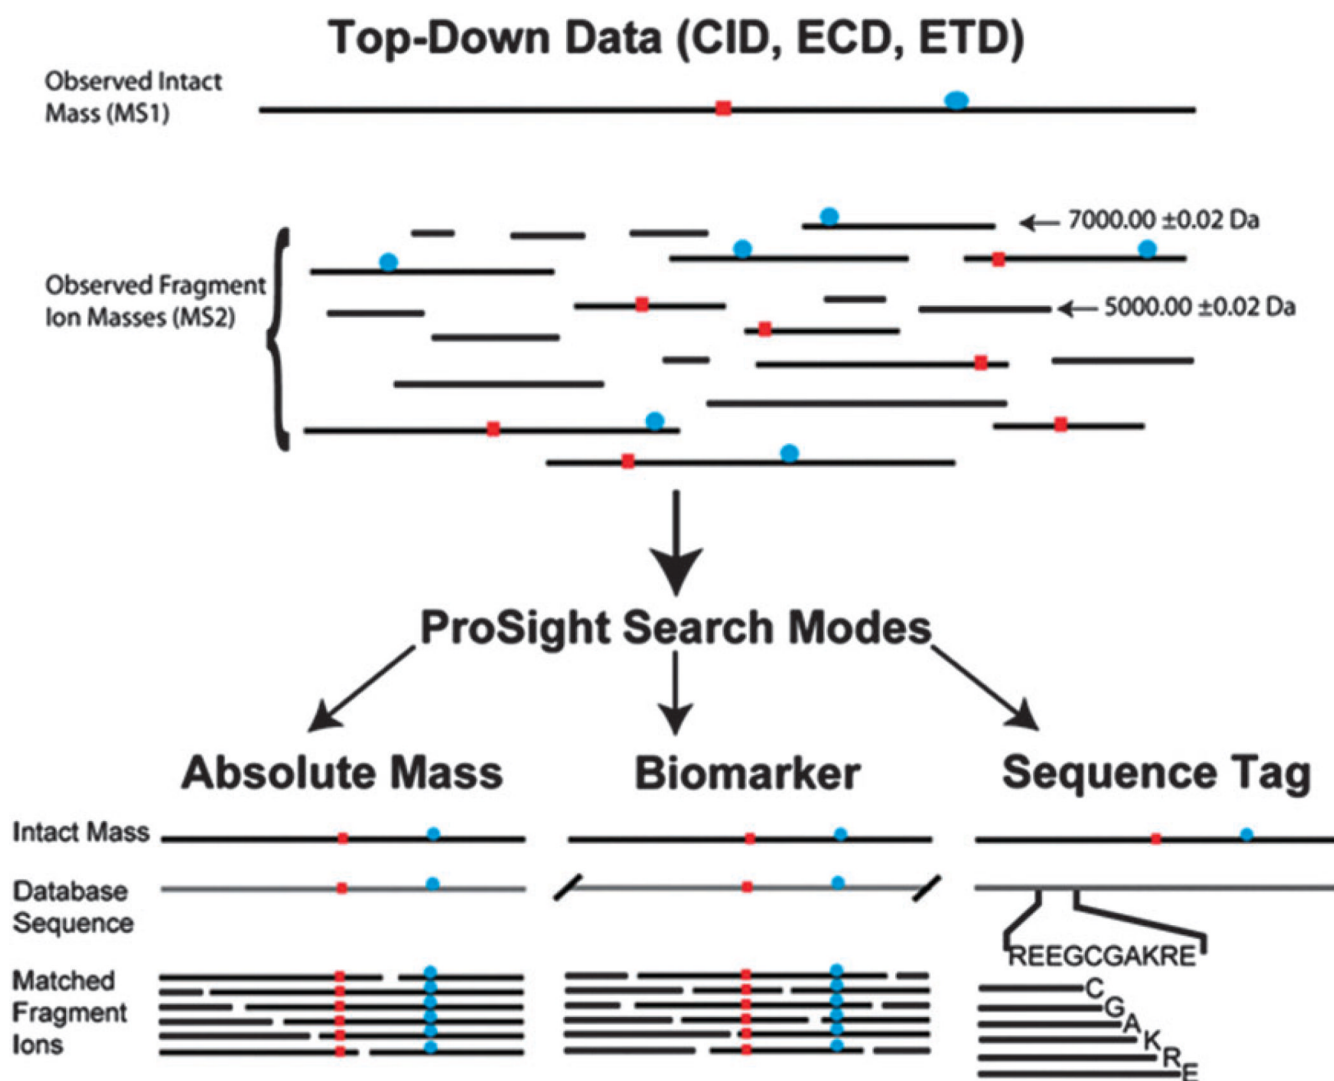 Top-Down Data (CID, ECD, ETD)
Observed Intact
Mass (MS1)
7000.00 ±0.02 Da
Observed Fragment
Ion Masses (MS2)
5000.00 ±0.02 Da
ProSight Search Modes
Absolute Mass
Biomarker
Sequence Tag
Intact Mass
Database
Sequence
REEGCGAKRE
Matched
Fragment
Ions
C
G
A
K
R
E